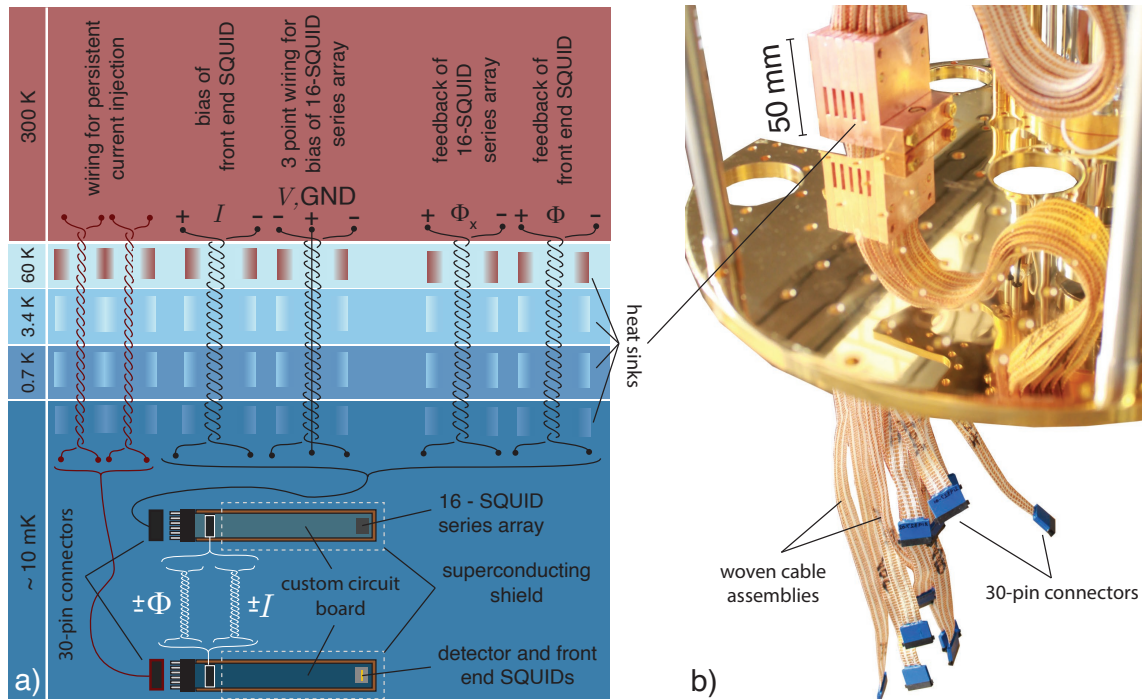 300 K
60 K
3.4 K
0.7 K
~ 10 mK
wiring for persistent
current injection
bias of
front end SQUID
3 point wiring for
bias of 16-SQUID
series array
feedback of
16-SQUID
series array
feedback of
front end SQUID
V,GND
+ I -
- + -
+ Φx -
+ Φ -
heat sinks
30-pin connectors
16 - SQUID
series array
custom circuit
board
superconducting
shield
±Φ
±I
detector and front
end SQUIDs
a)
50 mm
woven cable
assemblies
30-pin connectors
b)